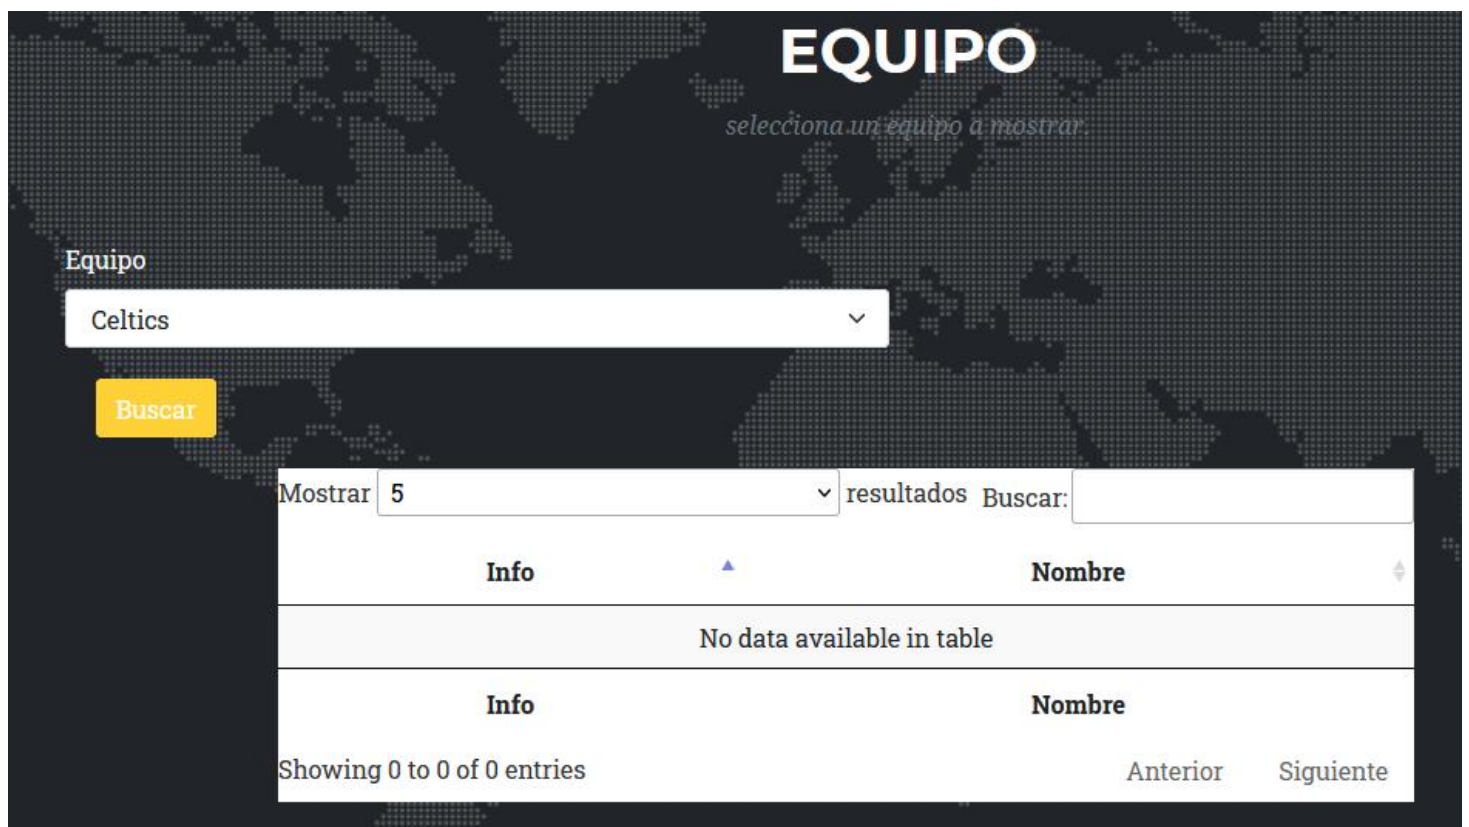 EQUIPO
selecciona un equipo a mostrar.
Equipo
Celtics
Buscar
Mostrar 5 resultados Buscar:
Info Nombre
No data available in table
Info Nombre
Showing 0 to 0 of 0 entries Anterior Siguiente